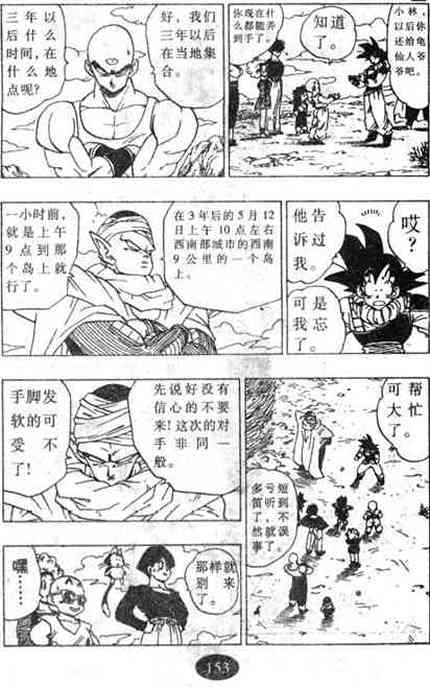 小林，
以后你
还给龟
仙人爷
爷吧。
知道
了。
你现在什
么都能弄
到手了。
好，我们
三年以后
在当地集
合。
三年以
后什么
时间，在
什么地
点呢？
哎？
他告
诉过
我。
可是
我忘
了。
在3年后的5月12
日上午10点左右
西南部城市的西南
9公里的一个岛
上。
一小时前，
就是上午
9点到那
个岛上就
行了。
可帮
大忙
了。
多亏短
笛听到
了，不
然就误
事了。
先说好没有
信心的不要
来！这次的对
手非同一
般。
手脚发
软的可
受不
了！
那样就
别来
了。
嘿……
153